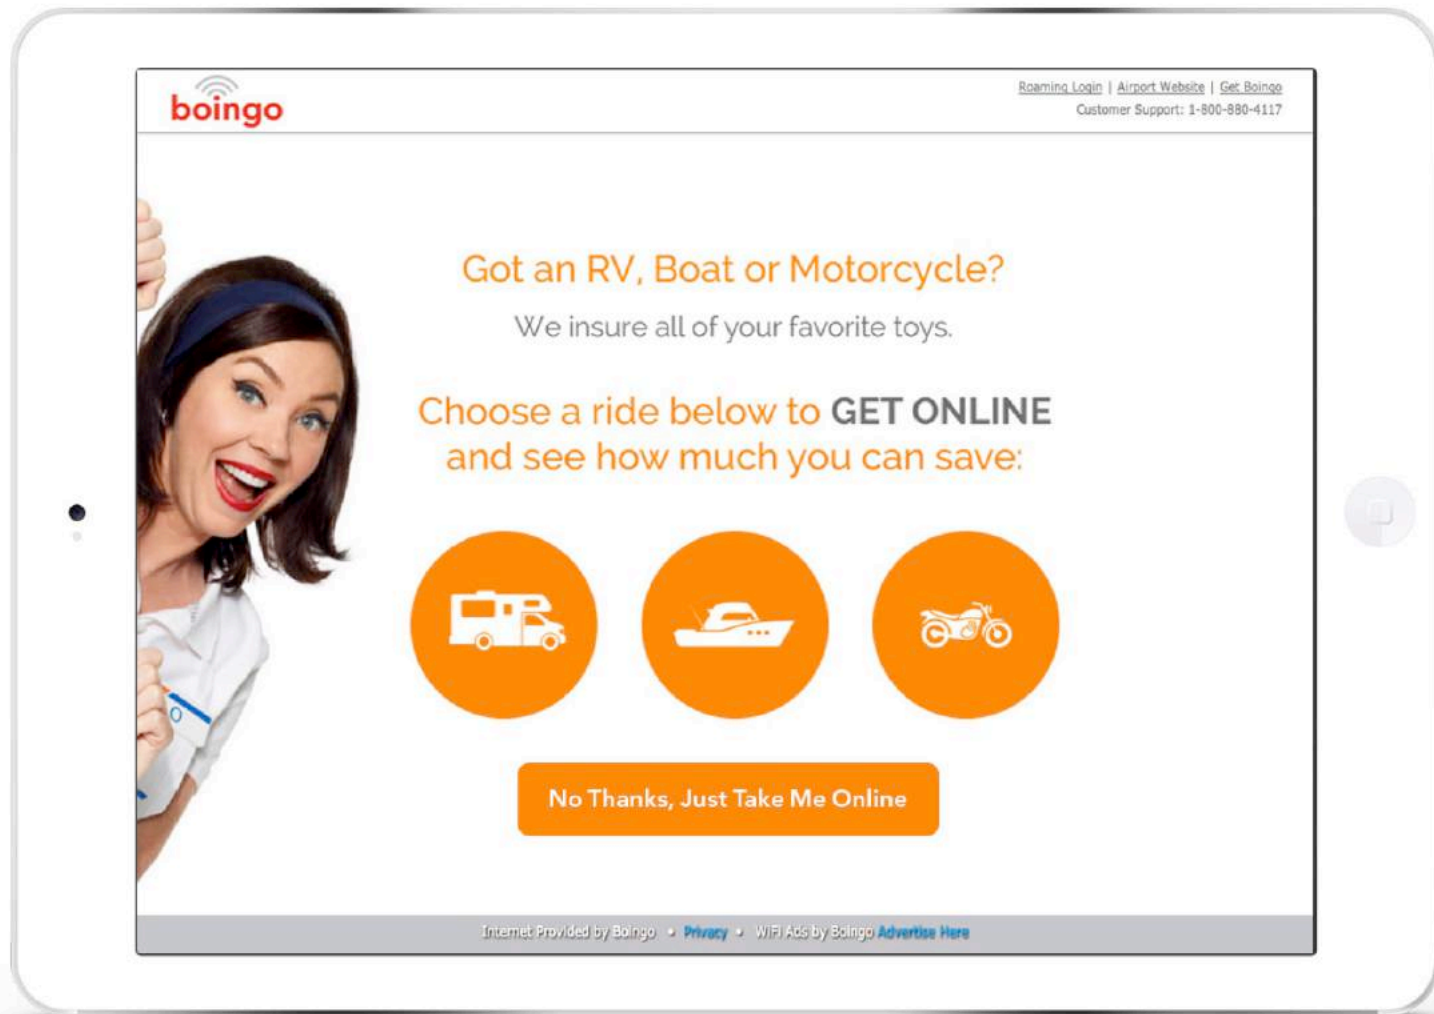 boingo
Roaming Login | Airport Website | Get Boingo
Customer Support: 1-800-880-4117
Got an RV, Boat or Motorcycle?
We insure all of your favorite toys.
Choose a ride below to GET ONLINE
and see how much you can save:
No Thanks, Just Take Me Online
Internet Provided by Boingo • Privacy • WiFi Ads by Boingo Advertise Here